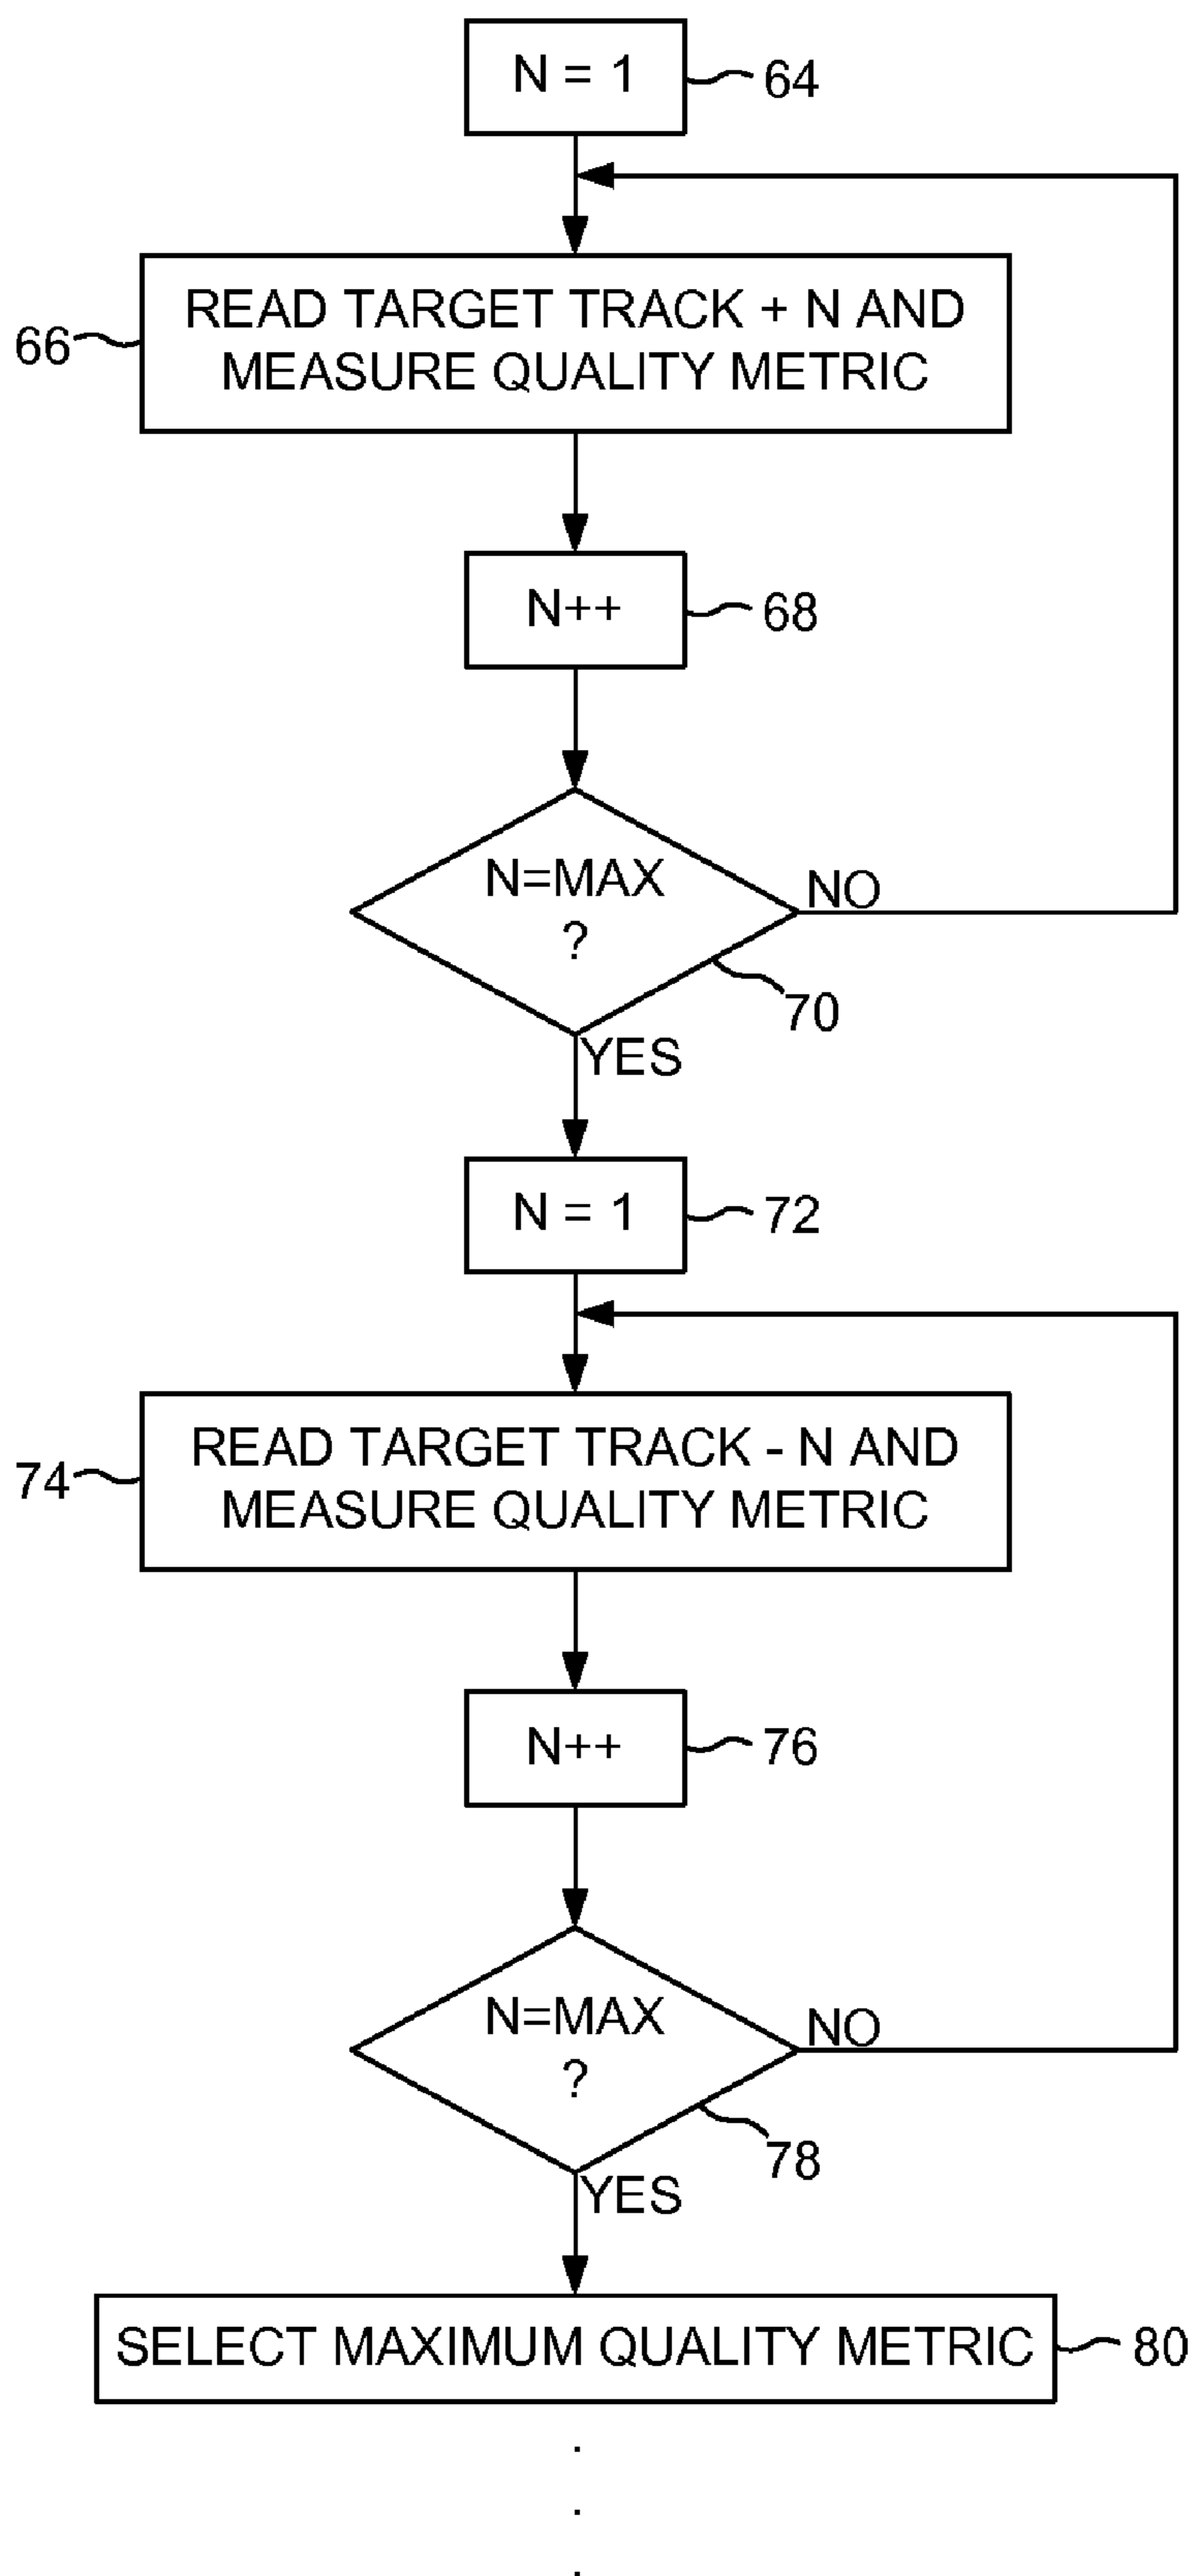 N = 1
64
READ TARGET TRACK + N AND
MEASURE QUALITY METRIC
66
N++
68
N=MAX
?
NO
70
YES
N = 1
72
READ TARGET TRACK - N AND
MEASURE QUALITY METRIC
74
N++
76
N=MAX
?
NO
78
YES
SELECT MAXIMUM QUALITY METRIC
80